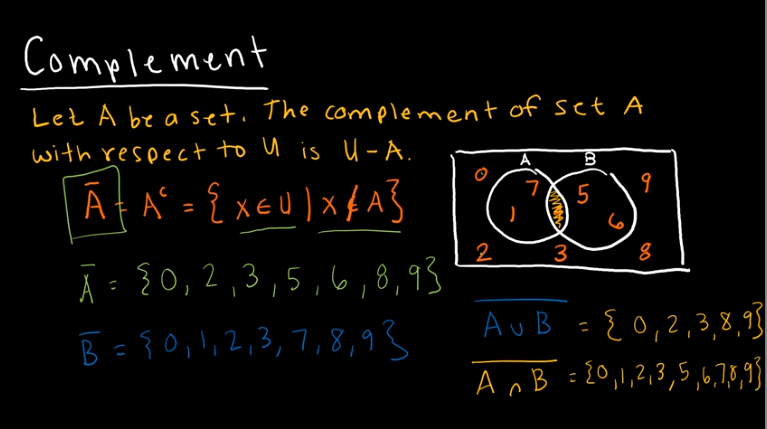 Complement
Let A be a set. The complement of set A
with respect to U is U-A.
Ā = Aᶜ = { x ∈ U | x ∉ A }
Ā = {0, 2, 3, 5, 6, 8, 9}
B̅ = {0, 1, 2, 3, 7, 8, 9}
A B
0 7 5 9
1 6
2 3 8
A̅ ̅∪̅ ̅B̅ = { 0, 2, 3, 8, 9}
A̅ ̅∩̅ ̅B̅ = {0, 1, 2, 3, 5, 6, 7, 8, 9}